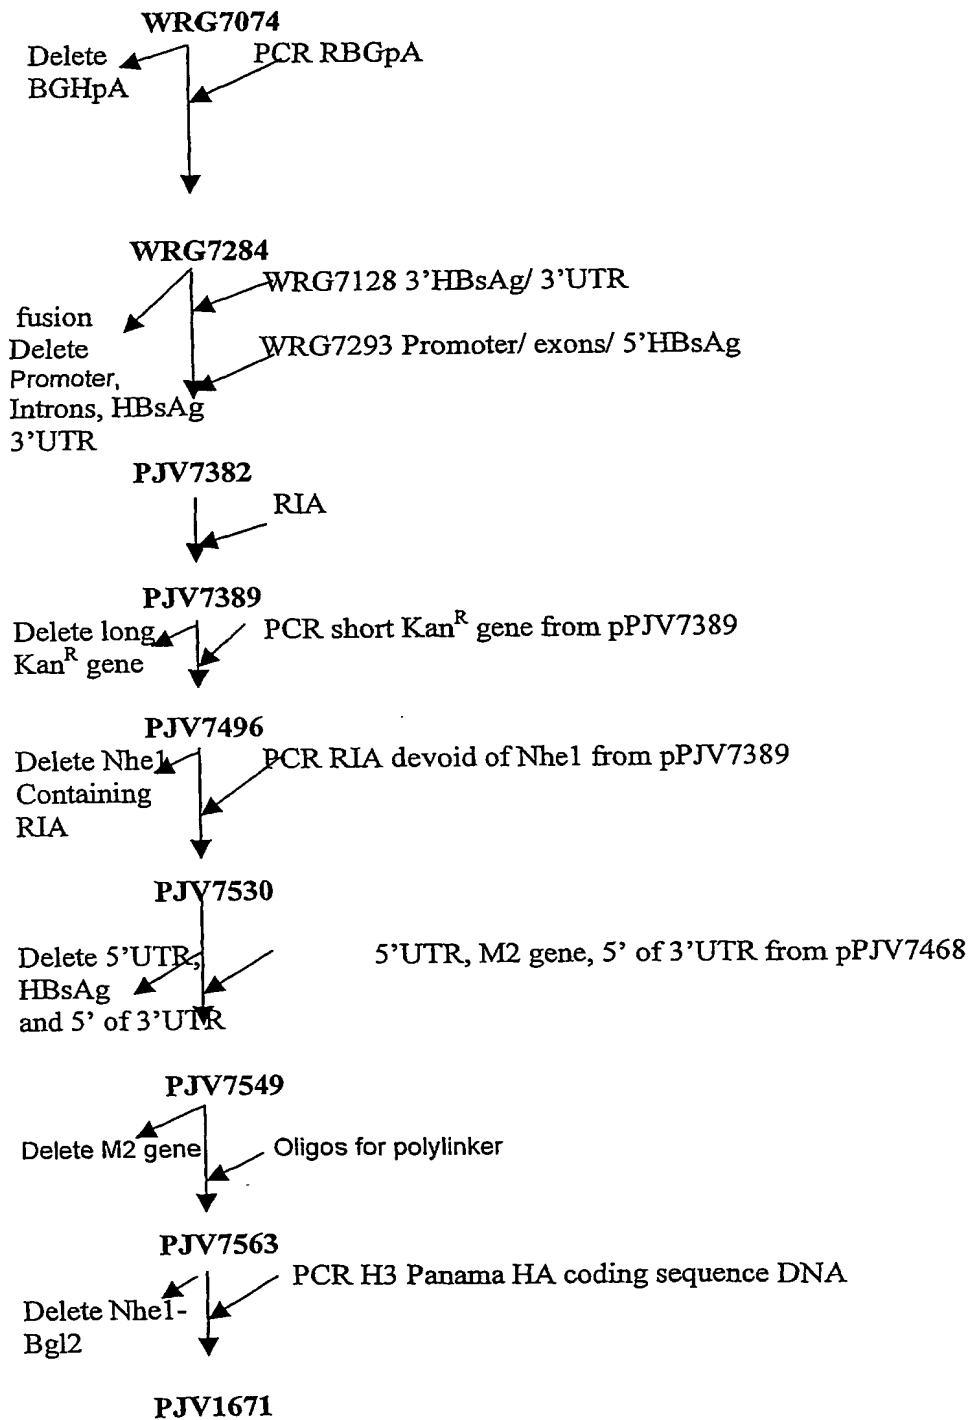 WRG7074
Delete
BGHpA
PCR RBGpA
WRG7284
WRG7128 3'HBsAg/ 3'UTR
fusion
Delete
Promoter,
Introns, HBsAg
3'UTR
WRG7293 Promoter/ exons/ 5'HBsAg
PJV7382
RIA
PJV7389
Delete long
Kan^R gene
PCR short Kan^R gene from pPJV7389
PJV7496
Delete Nhe1
Containing
RIA
PCR RIA devoid of Nhe1 from pPJV7389
PJV7530
Delete 5'UTR,
HBsAg
and 5' of 3'UTR
5'UTR, M2 gene, 5' of 3'UTR from pPJV7468
PJV7549
Delete M2 gene
Oligos for polylinker
PJV7563
PCR H3 Panama HA coding sequence DNA
Delete Nhe1-
Bgl2
PJV1671